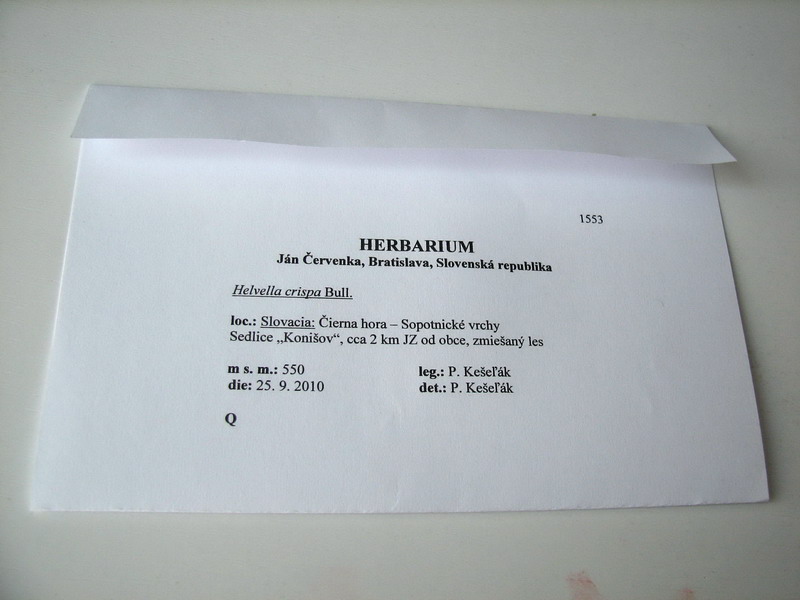 1553
HERBARIUM
Ján Červenka, Bratislava, Slovenská republika
Helvella crispa Bull.
loc.: Slovacia: Čierna hora – Sopotnické vrchy
Sedlice „Konišov“, cca 2 km JZ od obce, zmiešaný les
m s. m.: 550 leg.: P. Kešeľák
die: 25. 9. 2010 det.: P. Kešeľák
Q